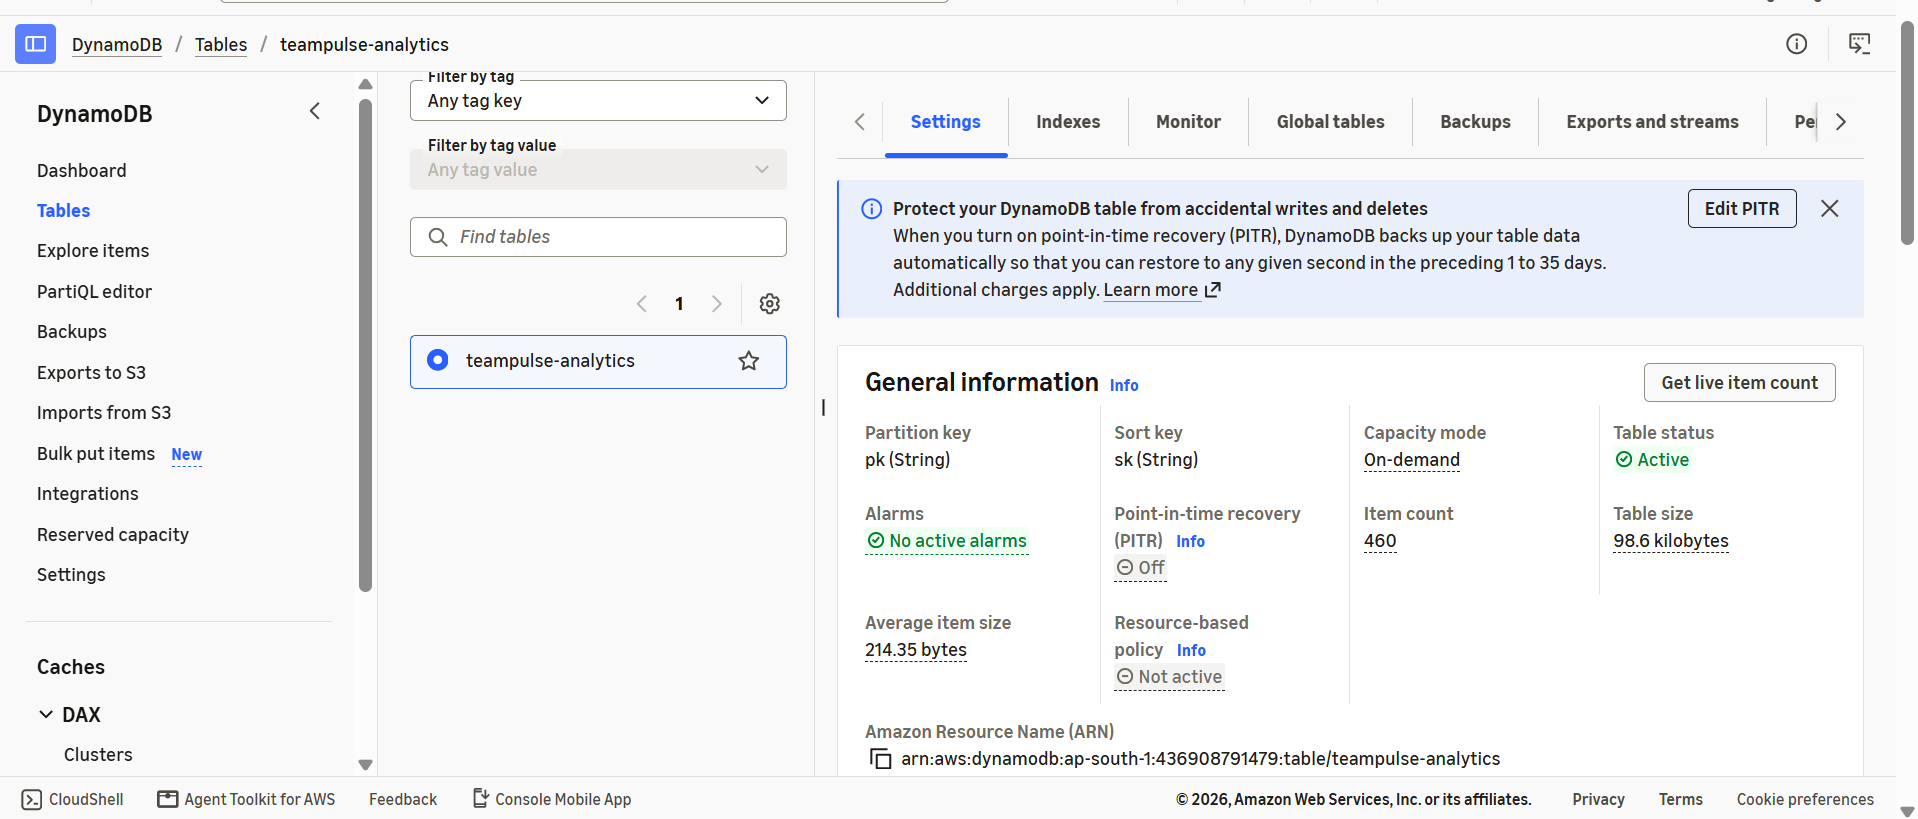 DynamoDB / Tables / teampulse-analytics
DynamoDB
Dashboard
Tables
Explore items
PartiQL editor
Backups
Exports to S3
Imports from S3
Bulk put items New
Integrations
Reserved capacity
Settings
Caches
DAX
Clusters
Filter by tag
Any tag key
Filter by tag value
Any tag value
Find tables
1
teampulse-analytics
Settings
Indexes
Monitor
Global tables
Backups
Exports and streams
Protect your DynamoDB table from accidental writes and deletes
When you turn on point-in-time recovery (PITR), DynamoDB backs up your table data
automatically so that you can restore to any given second in the preceding 1 to 35 days.
Additional charges apply. Learn more
Edit PITR
General information Info
Get live item count
Partition key
pk (String)
Sort key
sk (String)
Capacity mode
On-demand
Table status
Active
Alarms
No active alarms
Point-in-time recovery
(PITR) Info
Off
Item count
460
Table size
98.6 kilobytes
Average item size
214.35 bytes
Resource-based
policy Info
Not active
Amazon Resource Name (ARN)
arn:aws:dynamodb:ap-south-1:436908791479:table/teampulse-analytics
CloudShell
Agent Toolkit for AWS
Feedback
Console Mobile App
© 2026, Amazon Web Services, Inc. or its affiliates.
Privacy
Terms
Cookie preferences